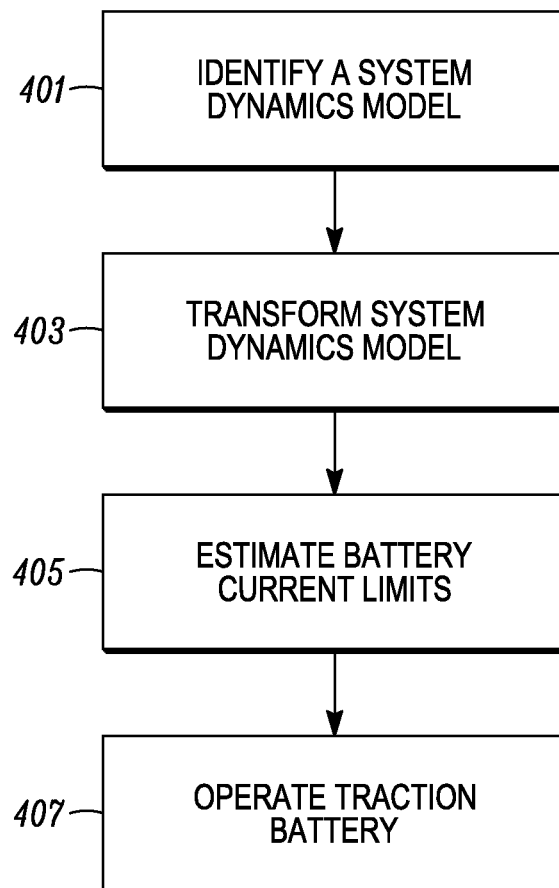 401
IDENTIFY A SYSTEM
DYNAMICS MODEL
403
TRANSFORM SYSTEM
DYNAMICS MODEL
405
ESTIMATE BATTERY
CURRENT LIMITS
407
OPERATE TRACTION
BATTERY